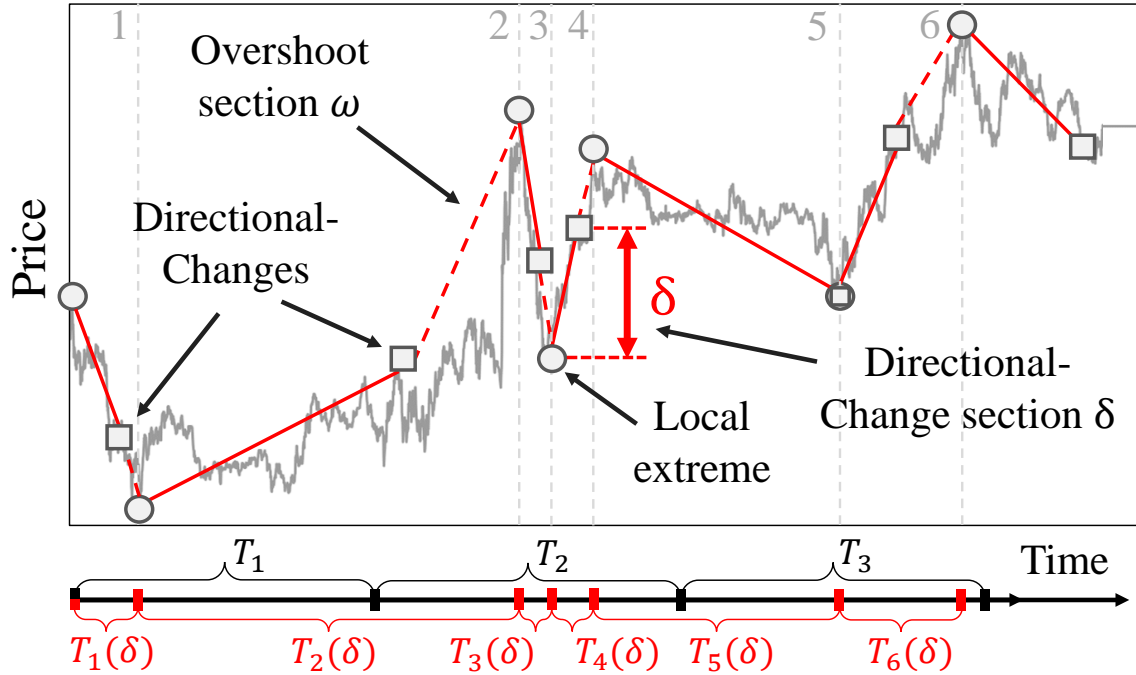 1
2
3
4
5
6
Overshoot
section ω
Directional-
Changes
Price
δ
Directional-
Change section δ
Local
extreme
T₁
T₂
T₃
Time
T₁(δ)
T₂(δ)
T₃(δ)
T₄(δ)
T₅(δ)
T₆(δ)